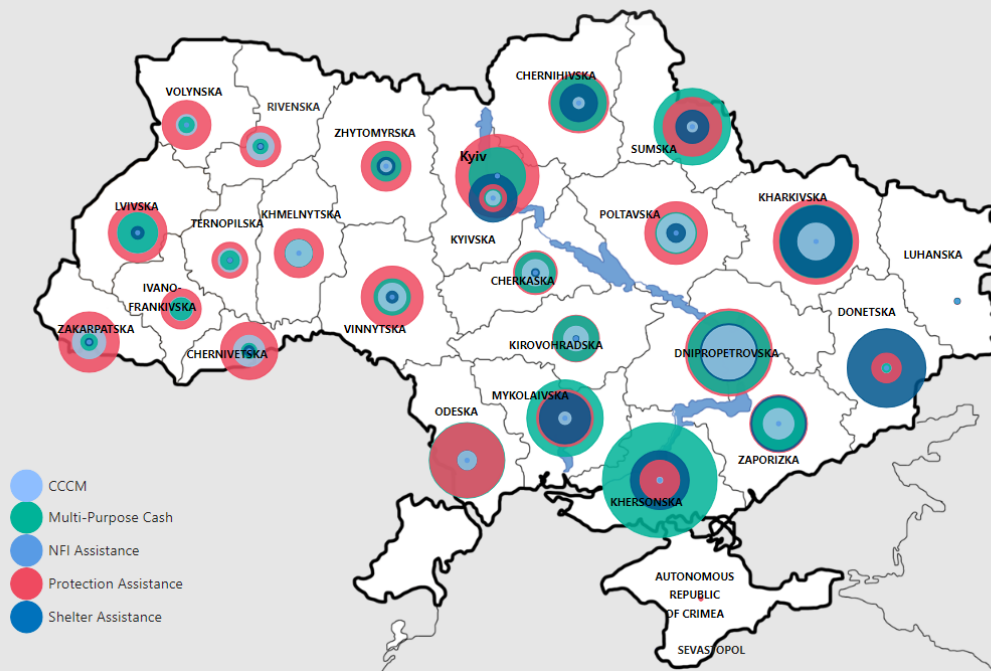 CHERNIHIVSKA
VOLYNSKA
RIVENSKA
ZHYTOMYRSKA
SUMSKA
Kyiv
KHARKIVSKA
LVIVSKA
TERNOPILSKA
KHMELNYTSKA
POLTAVSKA
KYIVSKA
LUHANSKA
CHERKASKA
IVANO-
FRANKIVSKA
DONETSKA
ZAKARPATSKA
VINNYTSKA
CHERNIVETSKA
KIROVOHRADSKA
DNIPROPETROVSKA
MYKOLAIVSKA
ODESKA
ZAPORIZKA
KHERSONSKA
AUTONOMOUS
REPUBLIC
OF CRIMEA
SEVASTOPOL
CCCM
Multi-Purpose Cash
NFI Assistance
Protection Assistance
Shelter Assistance